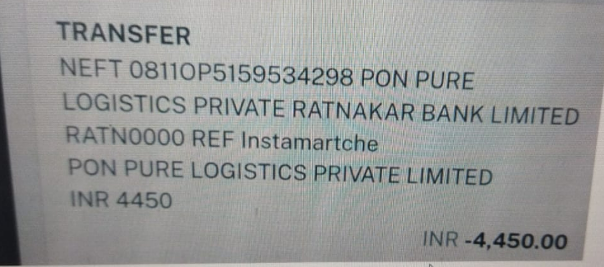 TRANSFER
NEFT 0811OP5159534298 PON PURE
LOGISTICS PRIVATE RATNAKAR BANK LIMITED
RATN0000 REF Instamartche
PON PURE LOGISTICS PRIVATE LIMITED
INR 4450
INR -4,450.00